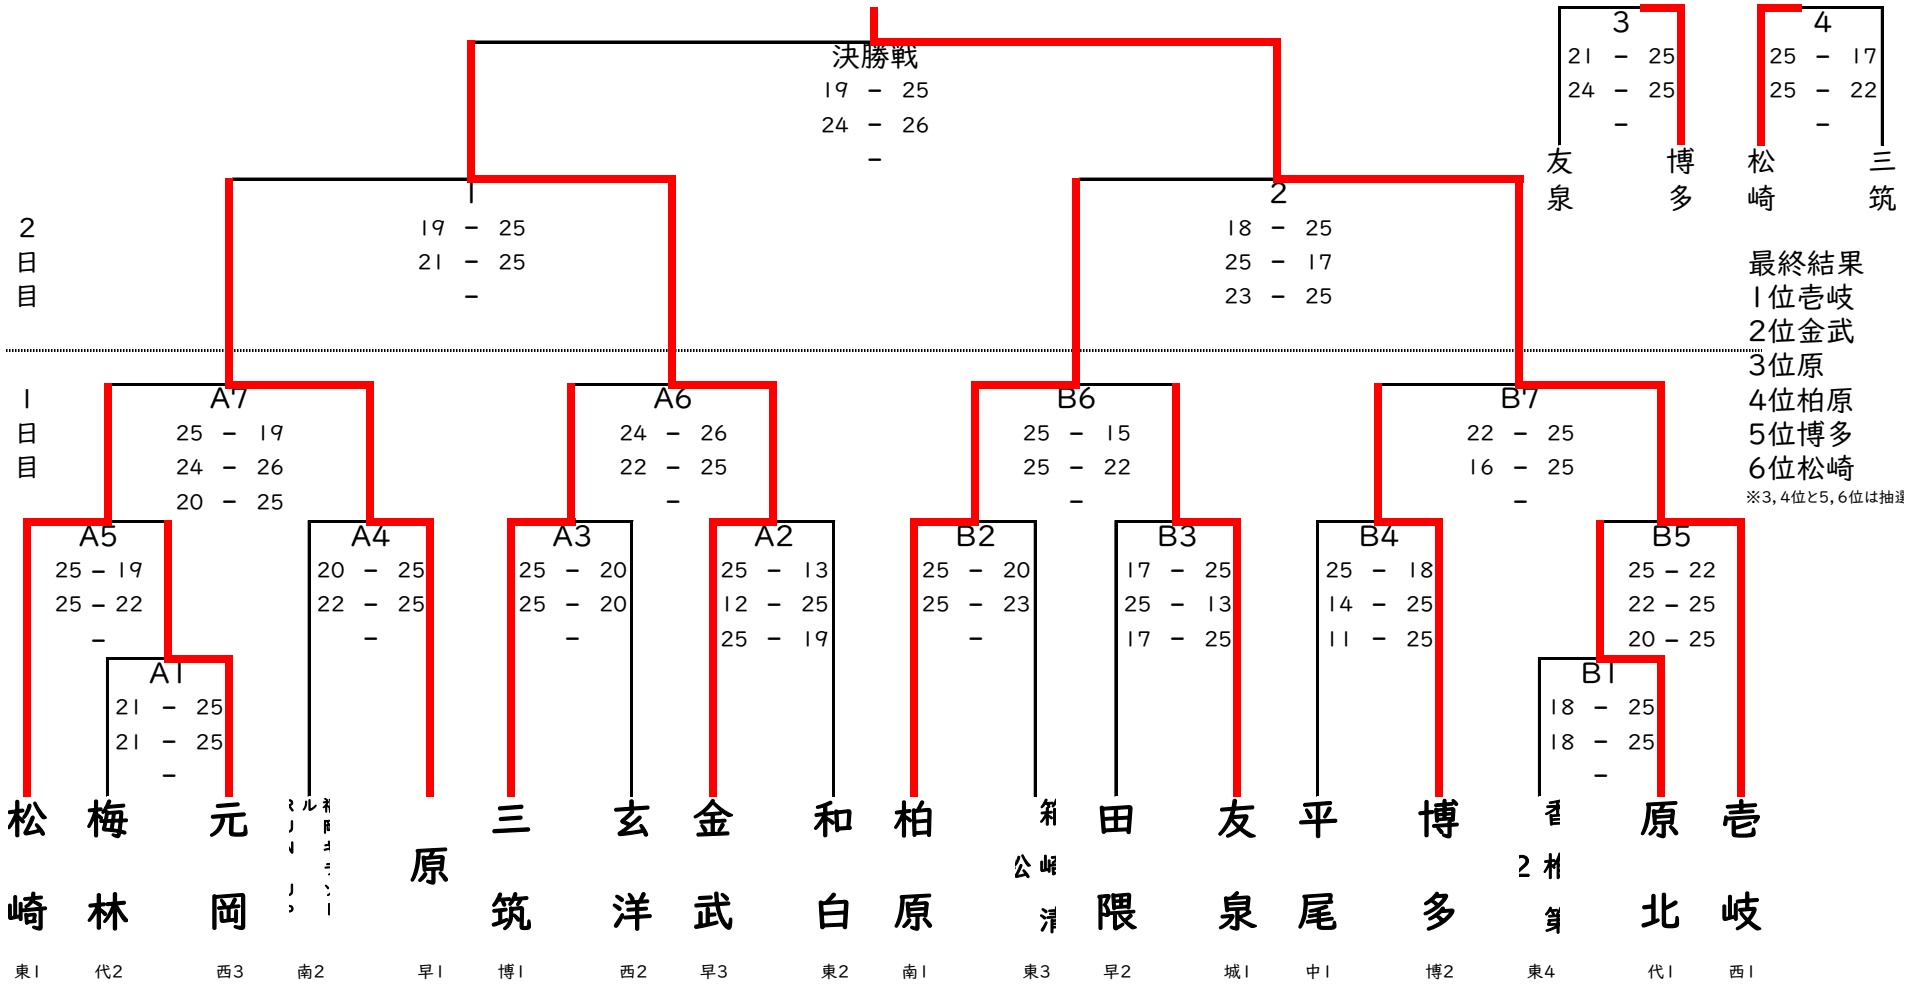 決勝戦
19 - 25
24 - 26
-
3
21 - 25
24 - 25
-
友泉
博多
4
25 - 17
25 - 22
-
松崎
三筑
2日目
1
19 - 25
21 - 25
-
2
18 - 25
25 - 17
23 - 25
最終結果
1位壱岐
2位金武
3位原
4位柏原
5位博多
6位松崎
※3,4位と5,6位は抽選
1日目
A7
25 - 19
24 - 26
20 - 25
A6
24 - 26
22 - 25
-
B6
25 - 15
25 - 22
-
B7
22 - 25
16 - 25
-
A5
25 - 19
25 - 22
-
A4
20 - 25
22 - 25
-
A3
25 - 20
25 - 20
-
A2
25 - 13
12 - 25
25 - 19
B2
25 - 20
25 - 23
-
B3
17 - 25
25 - 13
17 - 25
B4
25 - 18
14 - 25
11 - 25
B5
25 - 22
22 - 25
20 - 25
A1
21 - 25
21 - 25
-
B1
18 - 25
18 - 25
-
松崎
梅林
元岡
原
三筑
玄洋
金武
和白
柏原
箱崎清
松
田隈
友泉
平尾
博多
原北
壱岐
東1
代2
西3
南2
早1
博1
西2
早3
東2
南1
東3
早2
城1
中1
博2
東4
代1
西1